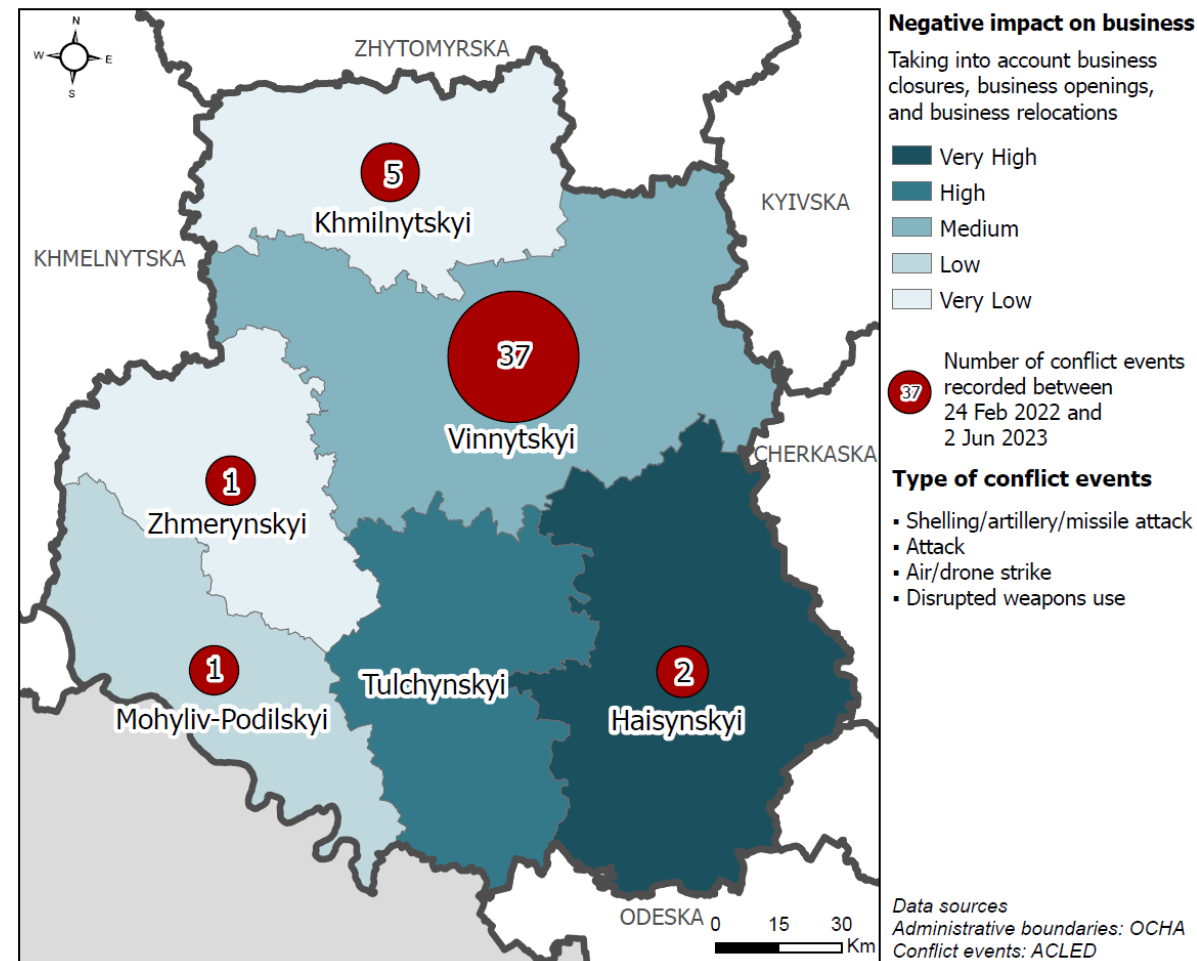 N
W
E
S
ZHYTOMYRSKA
KHMELNYTSKA
KYIVSKA
CHERKASKA
ODESKA
5
Khmilnytskyi
37
Vinnytskyi
1
Zhmerynskyi
1
Mohyliv-Podilskyi
Tulchynskyi
2
Haisynskyi
0 15 30
Km
Negative impact on business
Taking into account business
closures, business openings,
and business relocations
Very High
High
Medium
Low
Very Low
37
Number of conflict events
recorded between
24 Feb 2022 and
2 Jun 2023
Type of conflict events
▪ Shelling/artillery/missile attack
▪ Attack
▪ Air/drone strike
▪ Disrupted weapons use
Data sources
Administrative boundaries: OCHA
Conflict events: ACLED